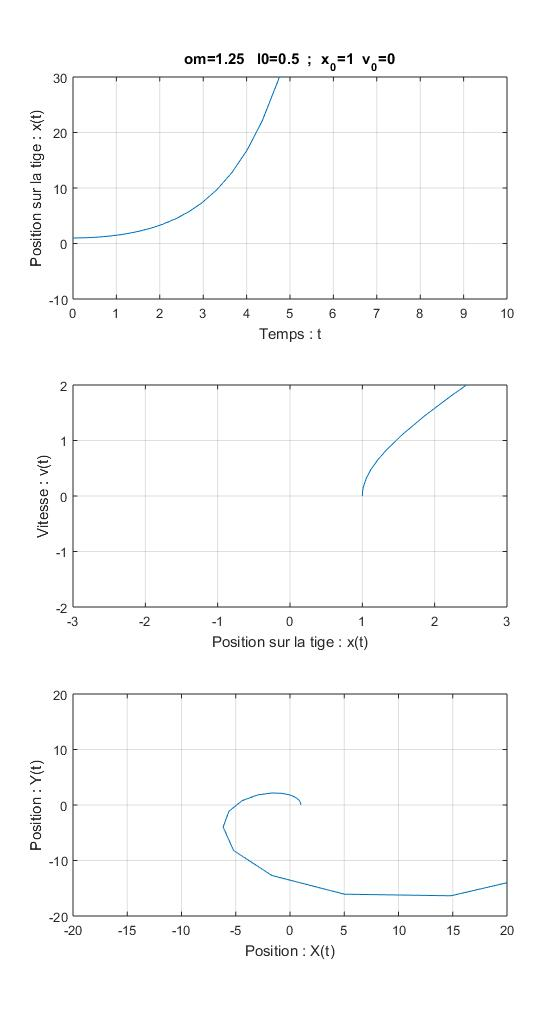 om=1.25 l0=0.5 ; x0=1 v0=0
30
20
10
0
-10
Position sur la tige : x(t)
0 1 2 3 4 5 6 7 8 9 10
Temps : t
2
1
0
-1
-2
Vitesse : v(t)
-3 -2 -1 0 1 2 3
Position sur la tige : x(t)
20
10
0
-10
-20
Position : Y(t)
-20 -15 -10 -5 0 5 10 15 20
Position : X(t)